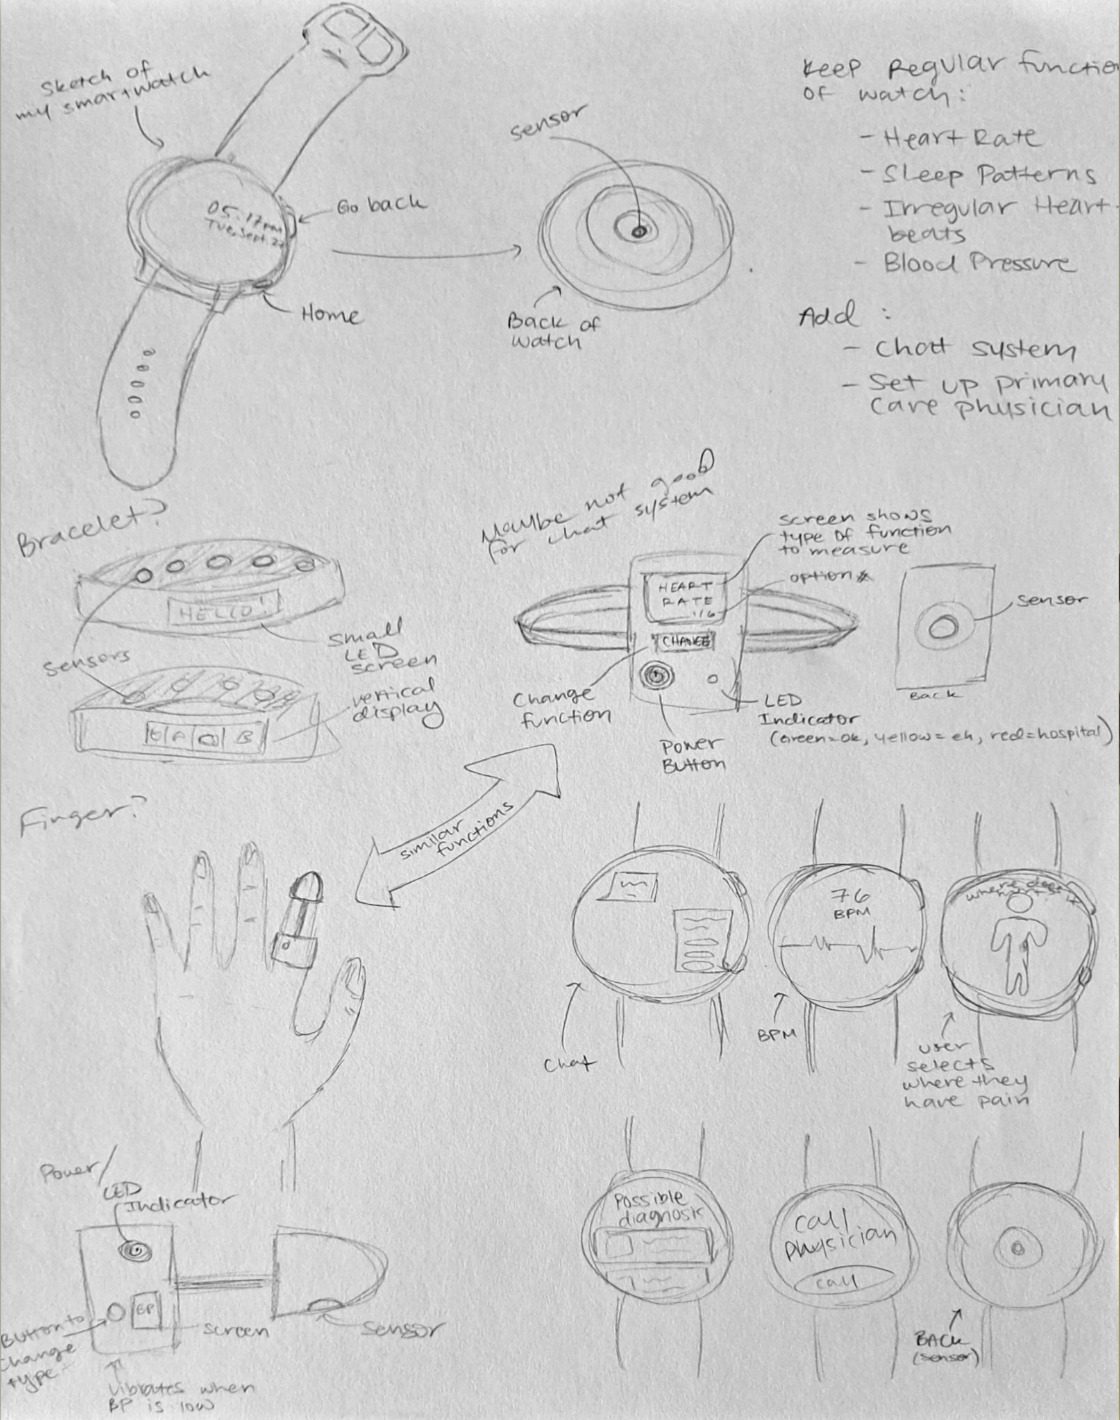 Sketch of
my smartwatch
05:17pm
Tue, Sept. 2
Go back
Home
sensor
Back of
watch
Keep Regular functio
of watch:
- Heart Rate
- Sleep Patterns
- Irregular Heart-
beats
- Blood Pressure
Add :
- Chat system
- Set up primary
care physician
Bracelet?
HELLO!
small
LED
screen
sensors
vertical
display
Maybe not good
for chat system
HEART
RATE
1/6
CHANGE
screen shows
type of function
to measure
option
Change
function
Power
Button
LED
Indicator
(Green=ok, yellow=eh, red=hospital)
sensor
Back
similar
functions
Finger?
Power/
LED
Indicator
BP
Button to
change
type
screen
sensor
Vibrates when
BP is low
Chat
76
BPM
BPM
where does
user
selects
where they
have pain
Possible
diagnosis
call
Physician
call
BACK
(sensor)